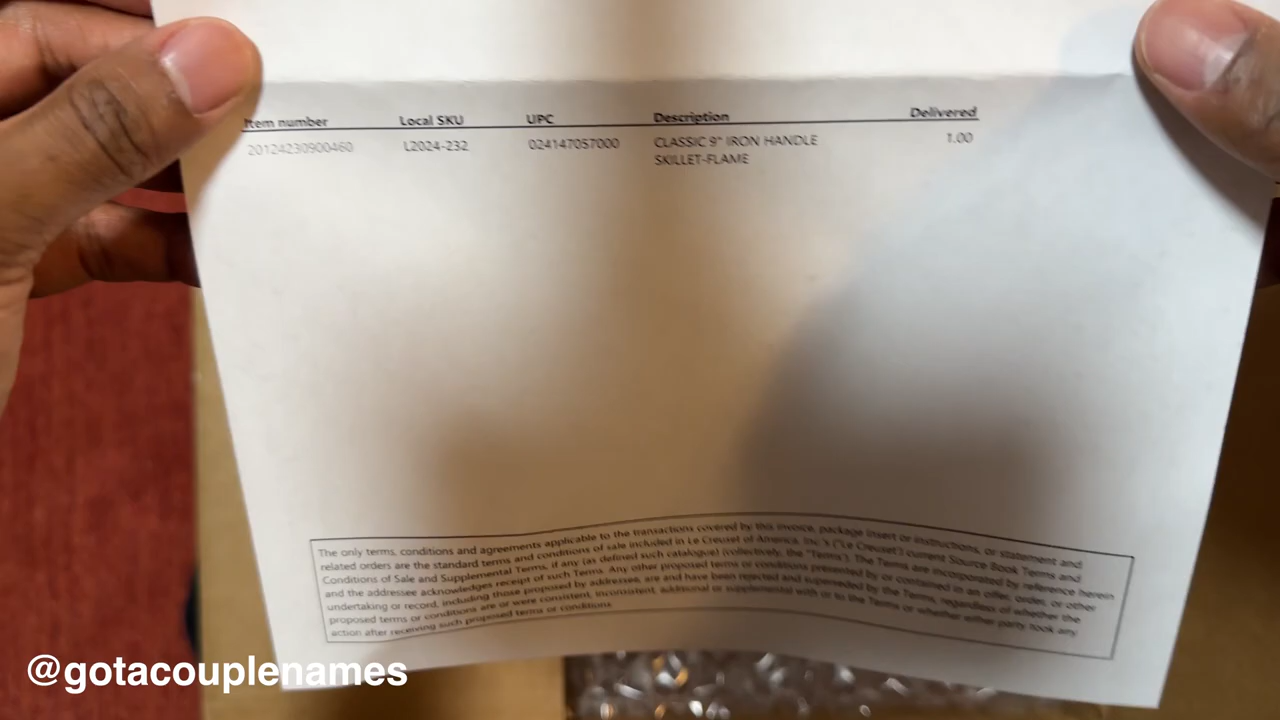 Item number Local SKU UPC Description Delivered
20124230900460 L2024-232 024147057000 CLASSIC 9" IRON HANDLE 1.00
SKILLET-FLAME
The only terms, conditions and agreements applicable to the transactions covered by this invoice, package insert or instructions, or statement and
related orders are the standard terms and conditions of sale included in Le Creuset of America, Inc.'s ("Le Creuset") current Source Book Terms and
Conditions of Sale and Supplemental Terms, if any (as defined such catalogue) (collectively, the "Terms"). The Terms are incorporated by reference herein
and the addressee acknowledges receipt of such Terms. Any other proposed terms or conditions presented by or contained in an offer, order, or other
undertaking or record, including those proposed by addressee, are and have been rejected and superseded by the Terms, regardless of whether the
proposed terms or conditions are or were consistent, inconsistent, additional or supplemental with or to the Terms or whether either party took any
action after receiving such proposed terms or conditions.
@gotacouplenames